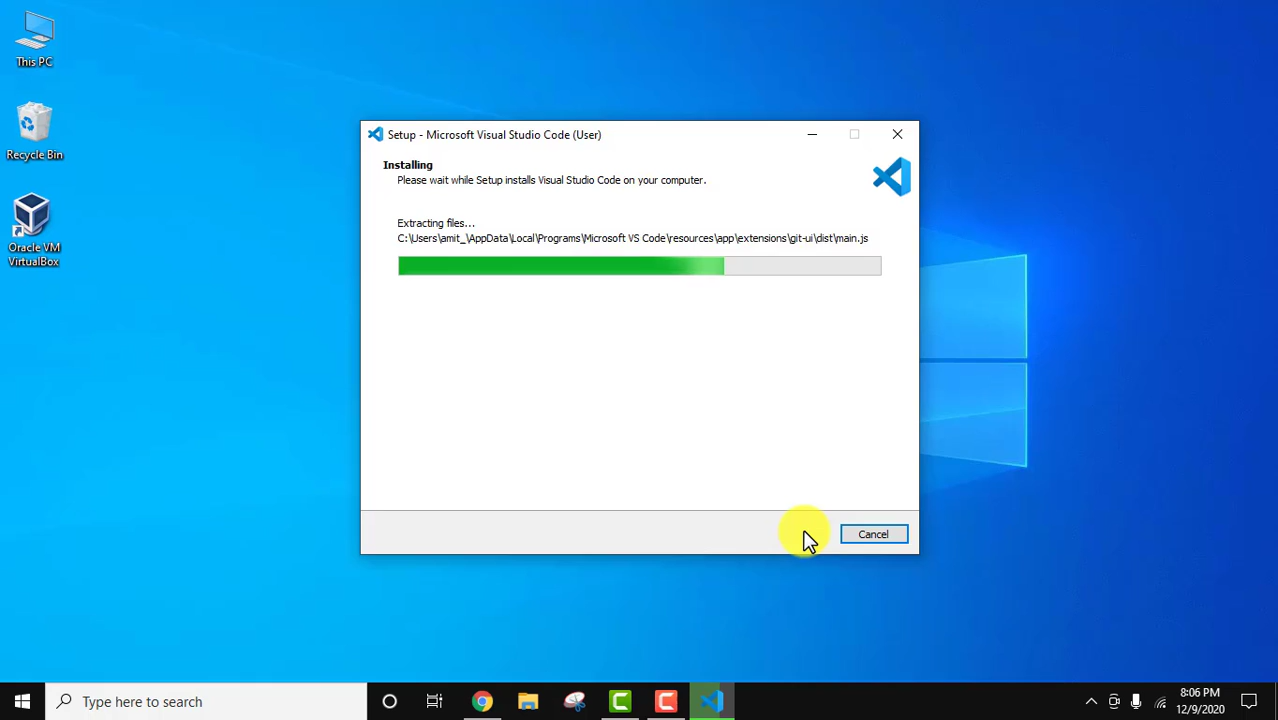 This PC
Recycle Bin
Oracle VM
VirtualBox
Setup - Microsoft Visual Studio Code (User)
Installing
Please wait while Setup installs Visual Studio Code on your computer.
Extracting files...
C:\Users\amit_\AppData\Local\Programs\Microsoft VS Code\resources\app\extensions\git-ui\dist\main.js
Cancel
Type here to search
8:06 PM
12/9/2020